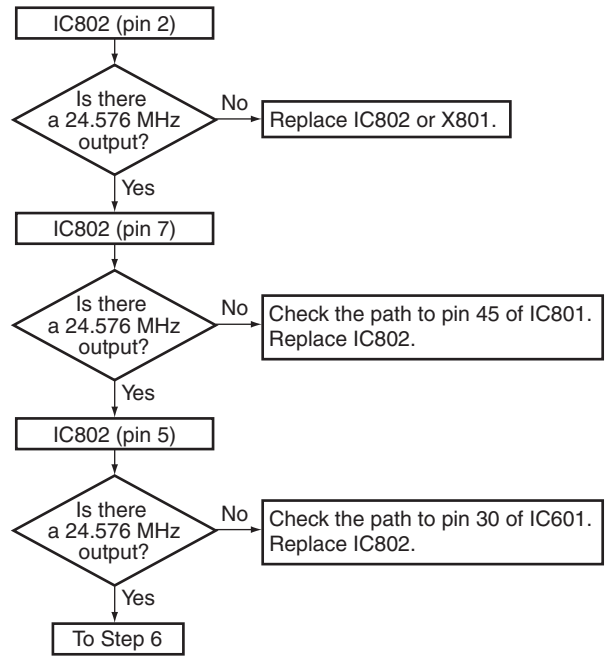 IC802 (pin 2)
Is there
a 24.576 MHz
output?
No
Replace IC802 or X801.
Yes
IC802 (pin 7)
Is there
a 24.576 MHz
output?
No
Check the path to pin 45 of IC801.
Replace IC802.
Yes
IC802 (pin 5)
Is there
a 24.576 MHz
output?
No
Check the path to pin 30 of IC601.
Replace IC802.
Yes
To Step 6